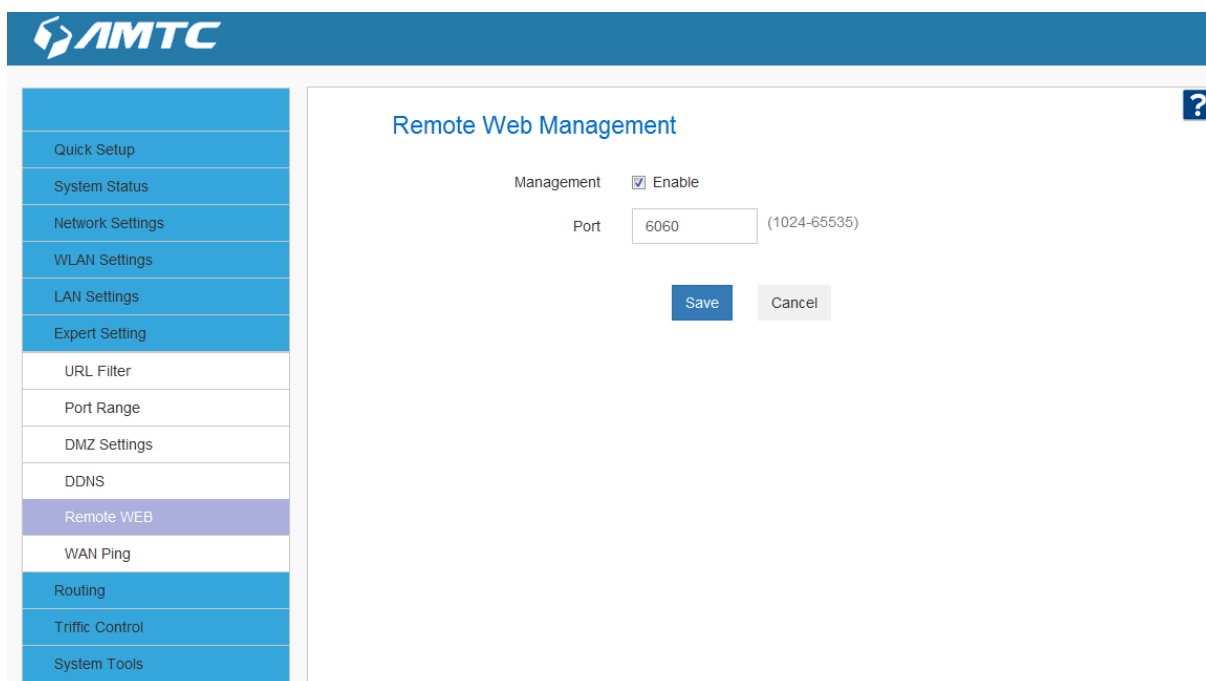 AMTC
?
Quick Setup
System Status
Network Settings
WLAN Settings
LAN Settings
Expert Setting
URL Filter
Port Range
DMZ Settings
DDNS
Remote WEB
WAN Ping
Routing
Triffic Control
System Tools
Remote Web Management
Management Enable
Port 6060 (1024-65535)
Save Cancel